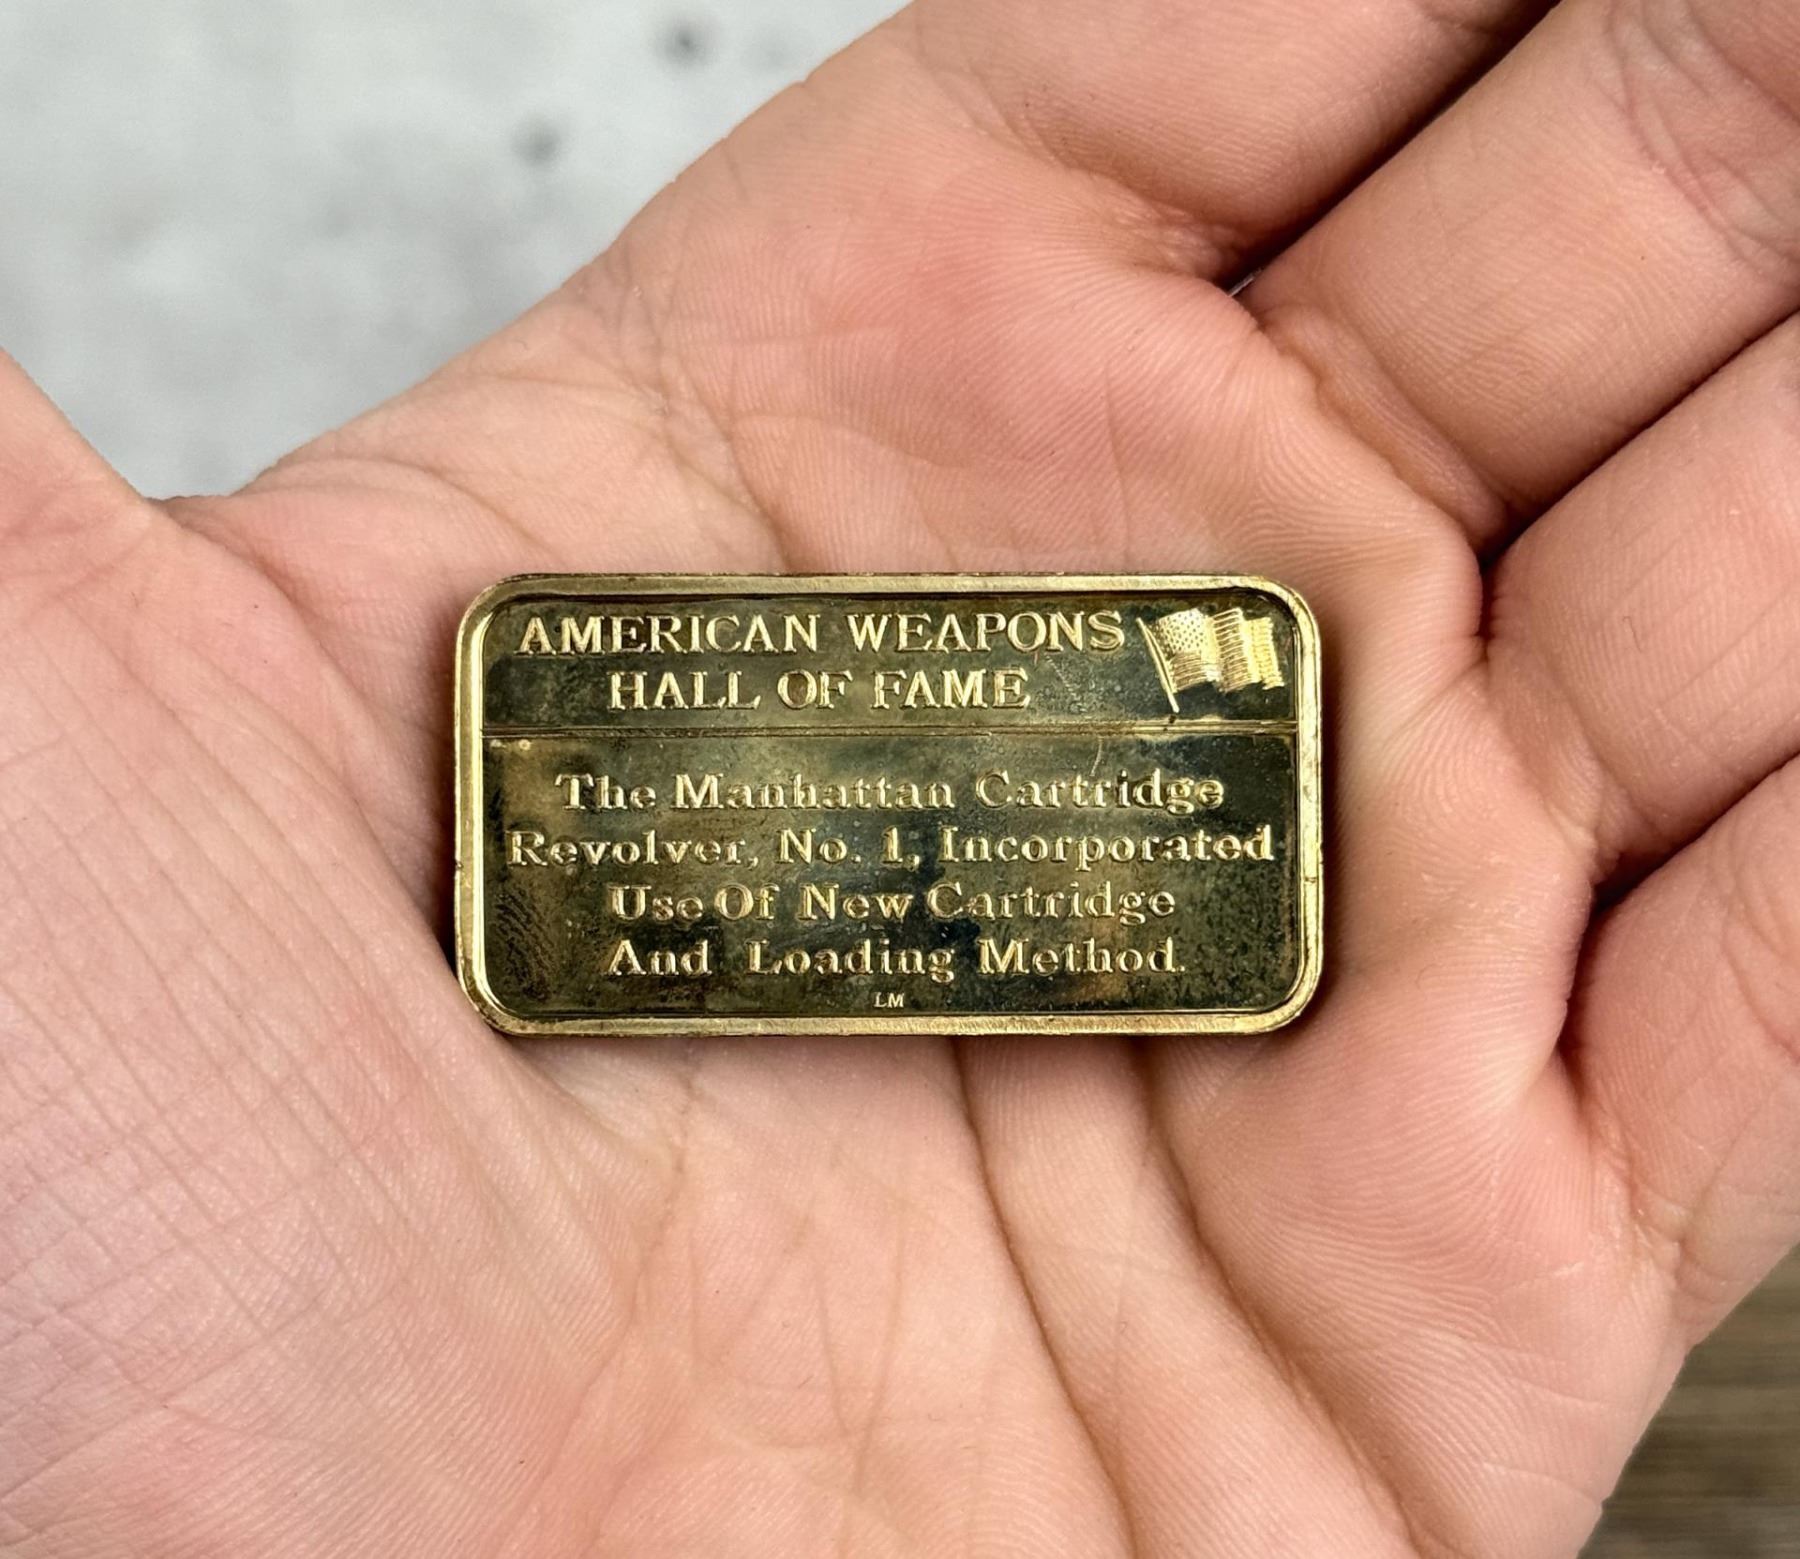 AMERICAN WEAPONS
HALL OF FAME
The Manhattan Cartridge
Revolver, No. 1, Incorporated
Use Of New Cartridge
And Loading Method.
LM